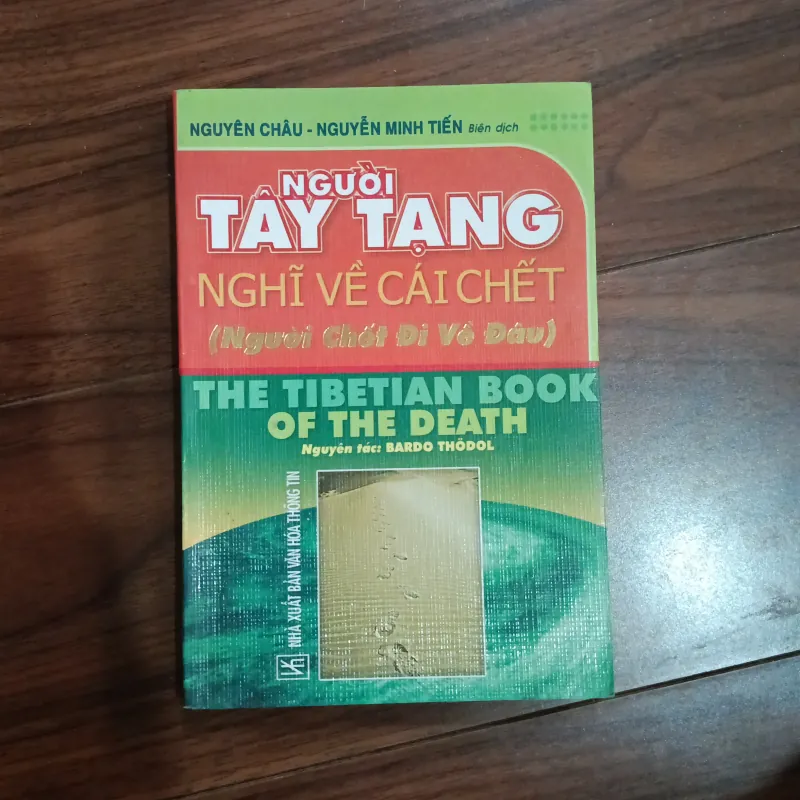 NGUYÊN CHÂU - NGUYỄN MINH TIẾN Biên dịch
NGƯỜI
TÂY TẠNG
NGHĨ VỀ CÁI CHẾT
(Người Chết Đi Về Đâu)
THE TIBETIAN BOOK
OF THE DEATH
Nguyên tác: BARDO THÖDOL
NHÀ XUẤT BẢN VĂN HÓA THÔNG TIN